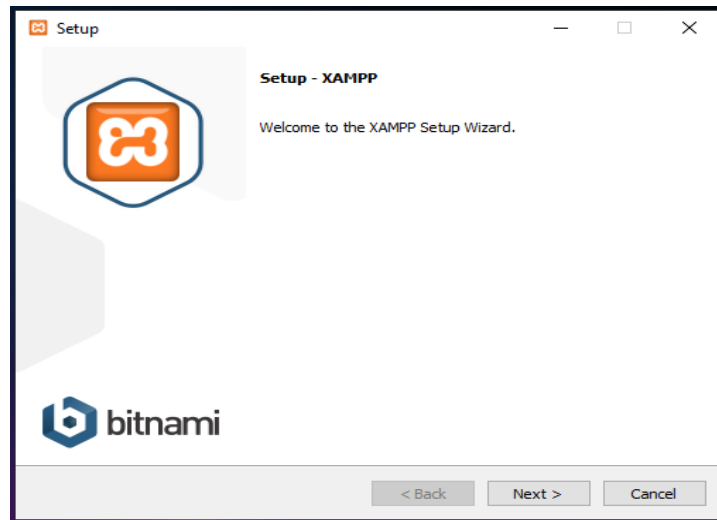 Setup
Setup - XAMPP
Welcome to the XAMPP Setup Wizard.
bitnami
< Back
Next >
Cancel